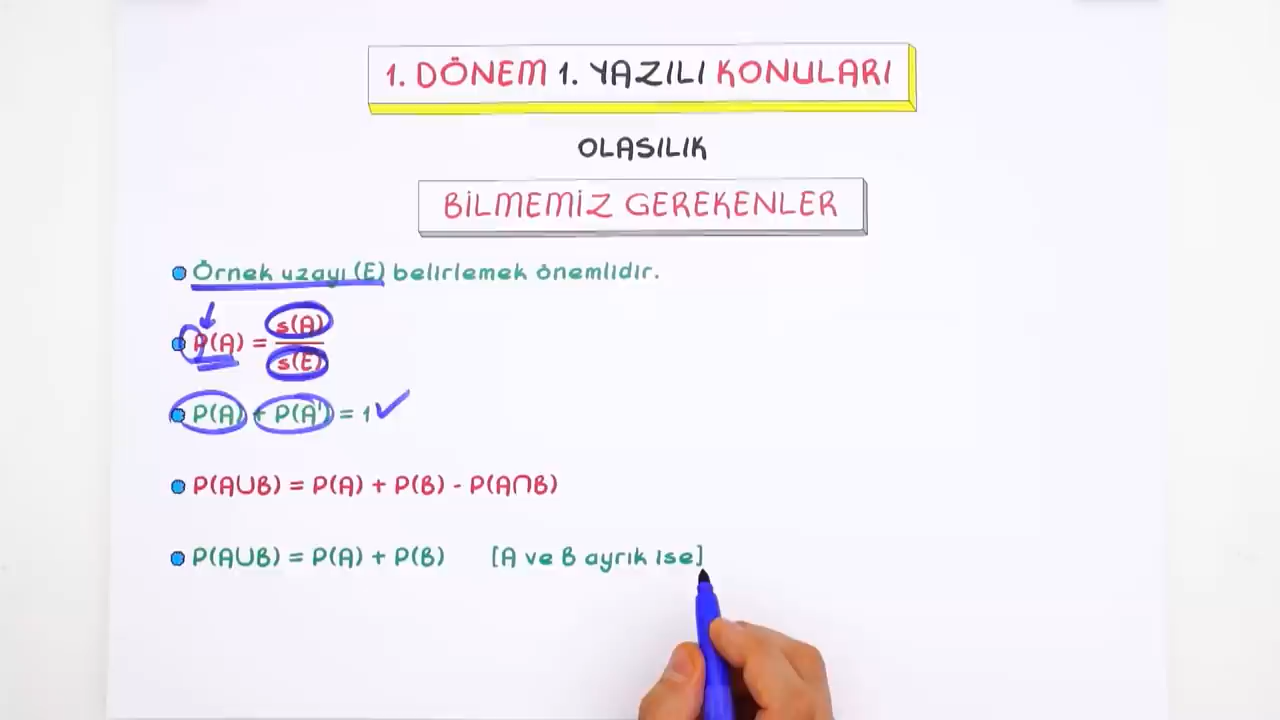 1. DÖNEM 1. YAZILI KONULARI
OLASILIK
BİLMEMİZ GEREKENLER
Örnek uzayı (E) belirlemek önemlidir.
P(A) = s(A)/s(E)
P(A) + P(A') = 1
P(A∪B) = P(A) + P(B) - P(A∩B)
P(A∪B) = P(A) + P(B) [A ve B ayrık ise]